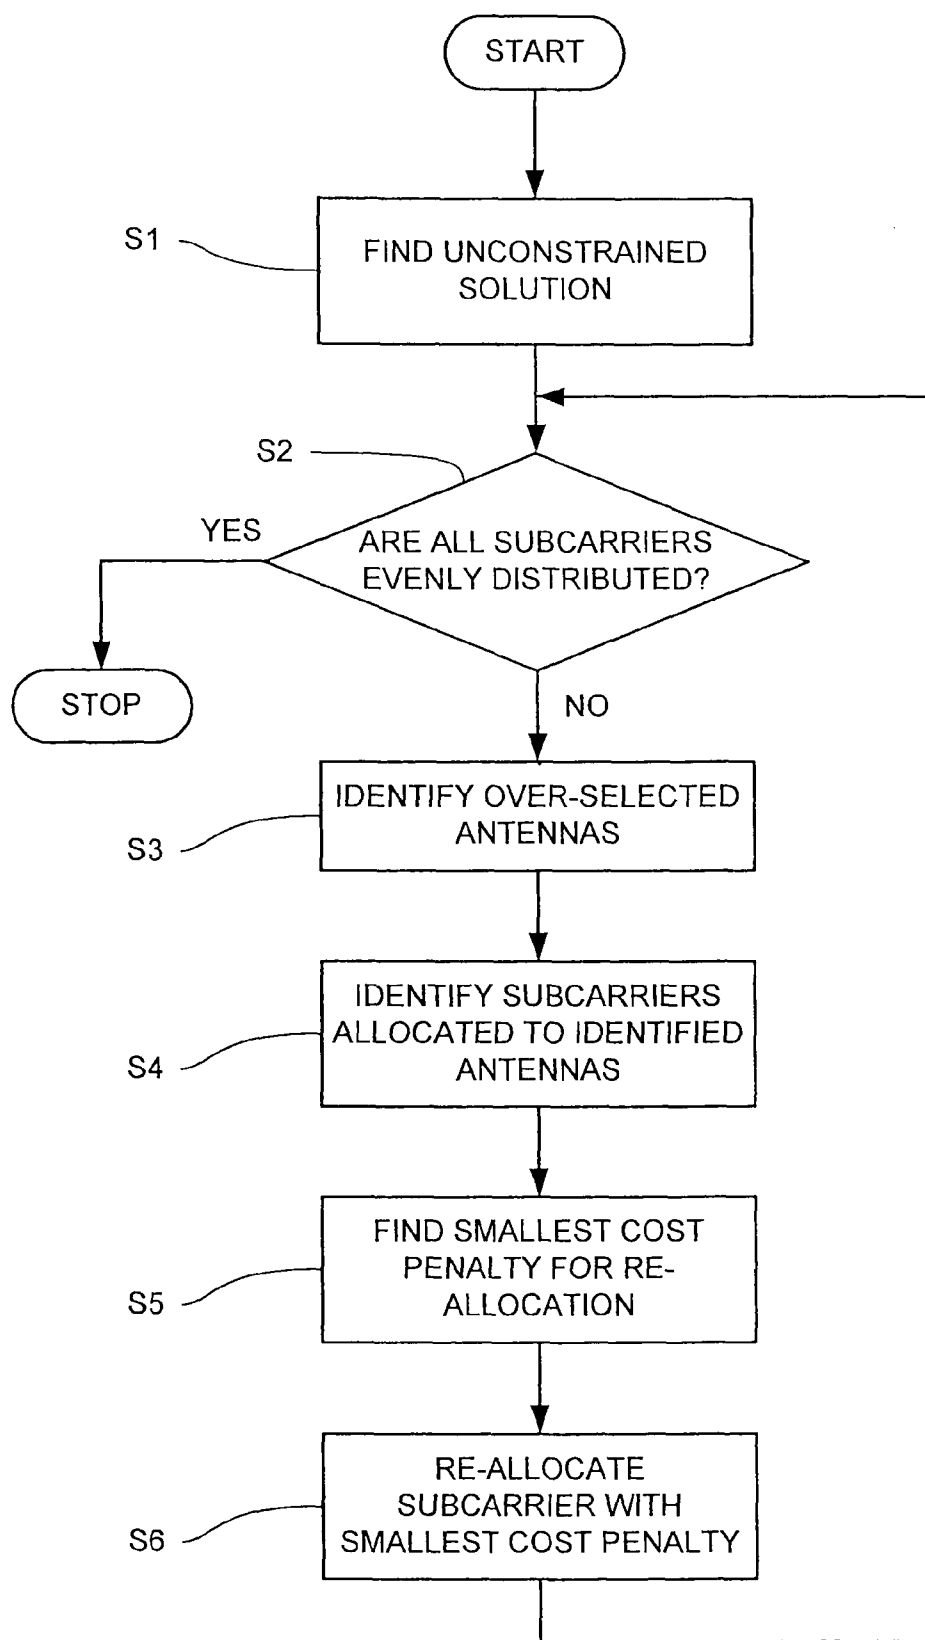 START
S1
FIND UNCONSTRAINED
SOLUTION
S2
YES
ARE ALL SUBCARRIERS
EVENLY DISTRIBUTED?
STOP
NO
IDENTIFY OVER-SELECTED
ANTENNAS
S3
IDENTIFY SUBCARRIERS
ALLOCATED TO IDENTIFIED
ANTENNAS
S4
FIND SMALLEST COST
PENALTY FOR RE-
ALLOCATION
S5
RE-ALLOCATE
SUBCARRIER WITH
SMALLEST COST PENALTY
S6